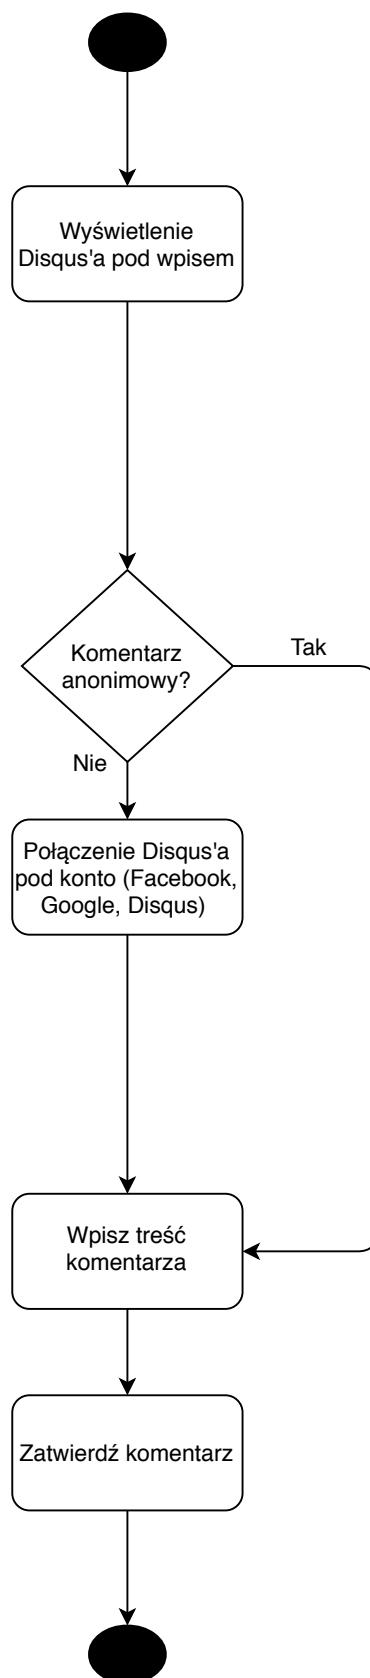 Wyświetlenie
Disqus'a pod wpisem
Komentarz
anonimowy?
Tak
Nie
Połączenie Disqus'a
pod konto (Facebook,
Google, Disqus)
Wpisz treść
komentarza
Zatwierdź komentarz